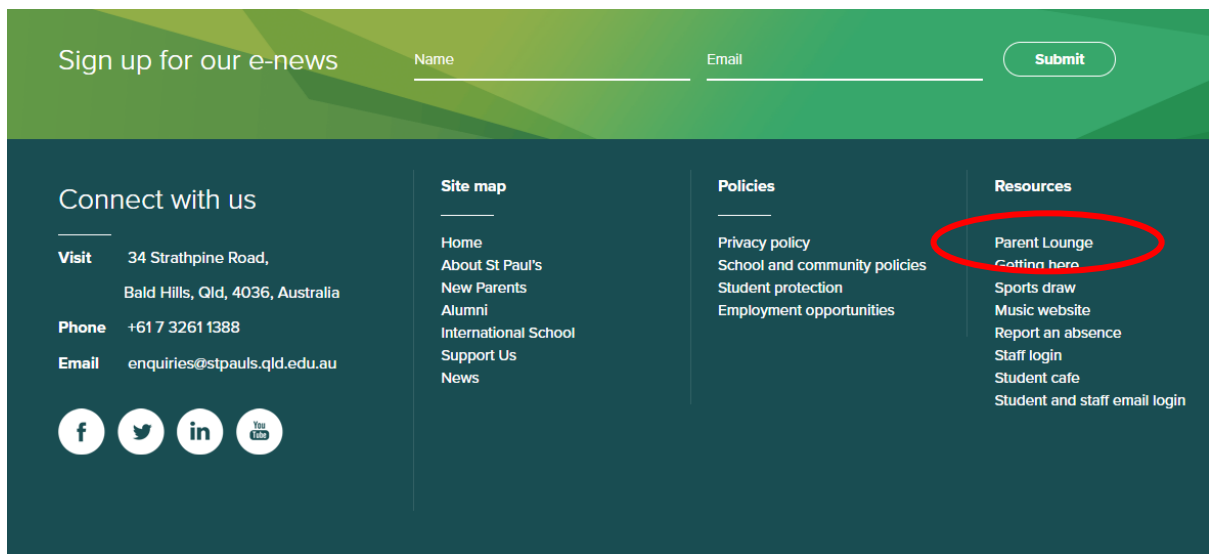 Sign up for our e-news
Name
Email
Submit
Connect with us
Visit 34 Strathpine Road,
Bald Hills, Qld, 4036, Australia
Phone +61 7 3261 1388
Email enquiries@stpauls.qld.edu.au
f
in
You Tube
Site map
Home
About St Paul's
New Parents
Alumni
International School
Support Us
News
Policies
Privacy policy
School and community policies
Student protection
Employment opportunities
Resources
Parent Lounge
Getting here
Sports draw
Music website
Report an absence
Staff login
Student cafe
Student and staff email login